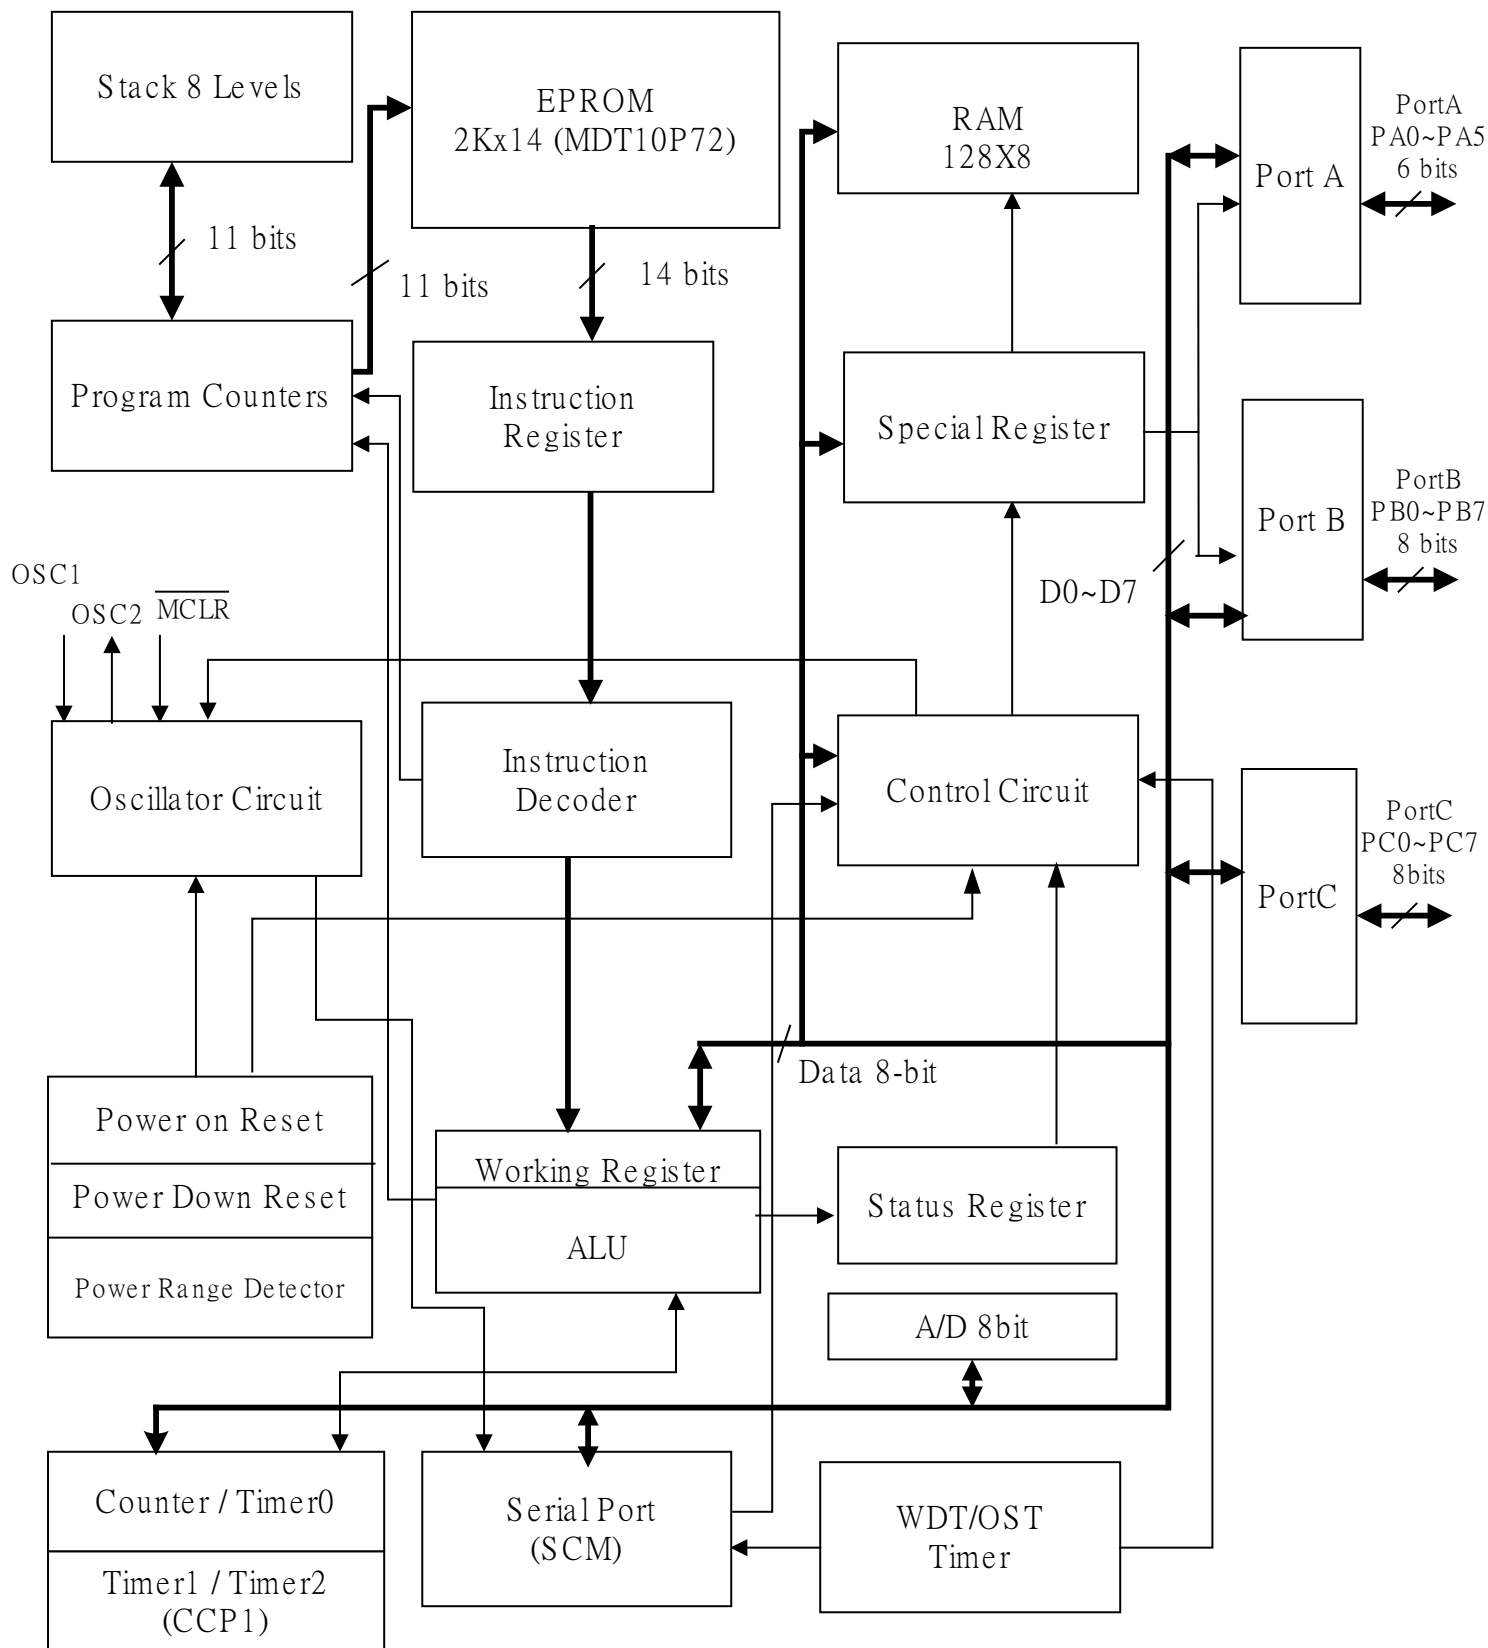 Stack 8 Levels
EPROM
2Kx14 (MDT10P72)
RAM
128X8
Port A
PortA
PA0~PA5
6 bits
11 bits
11 bits
14 bits
Program Counters
Instruction
Register
Special Register
Port B
PortB
PB0~PB7
8 bits
D0~D7
OSC1
OSC2
MCLR
Oscillator Circuit
Instruction
Decoder
Control Circuit
PortC
PortC
PC0~PC7
8bits
Data 8-bit
Power on Reset
Power Down Reset
Power Range Detector
Working Register
ALU
Status Register
A/D 8bit
Counter / Timer0
Timer1 / Timer2
(CCP1)
Serial Port
(SCM)
WDT/OST
Timer